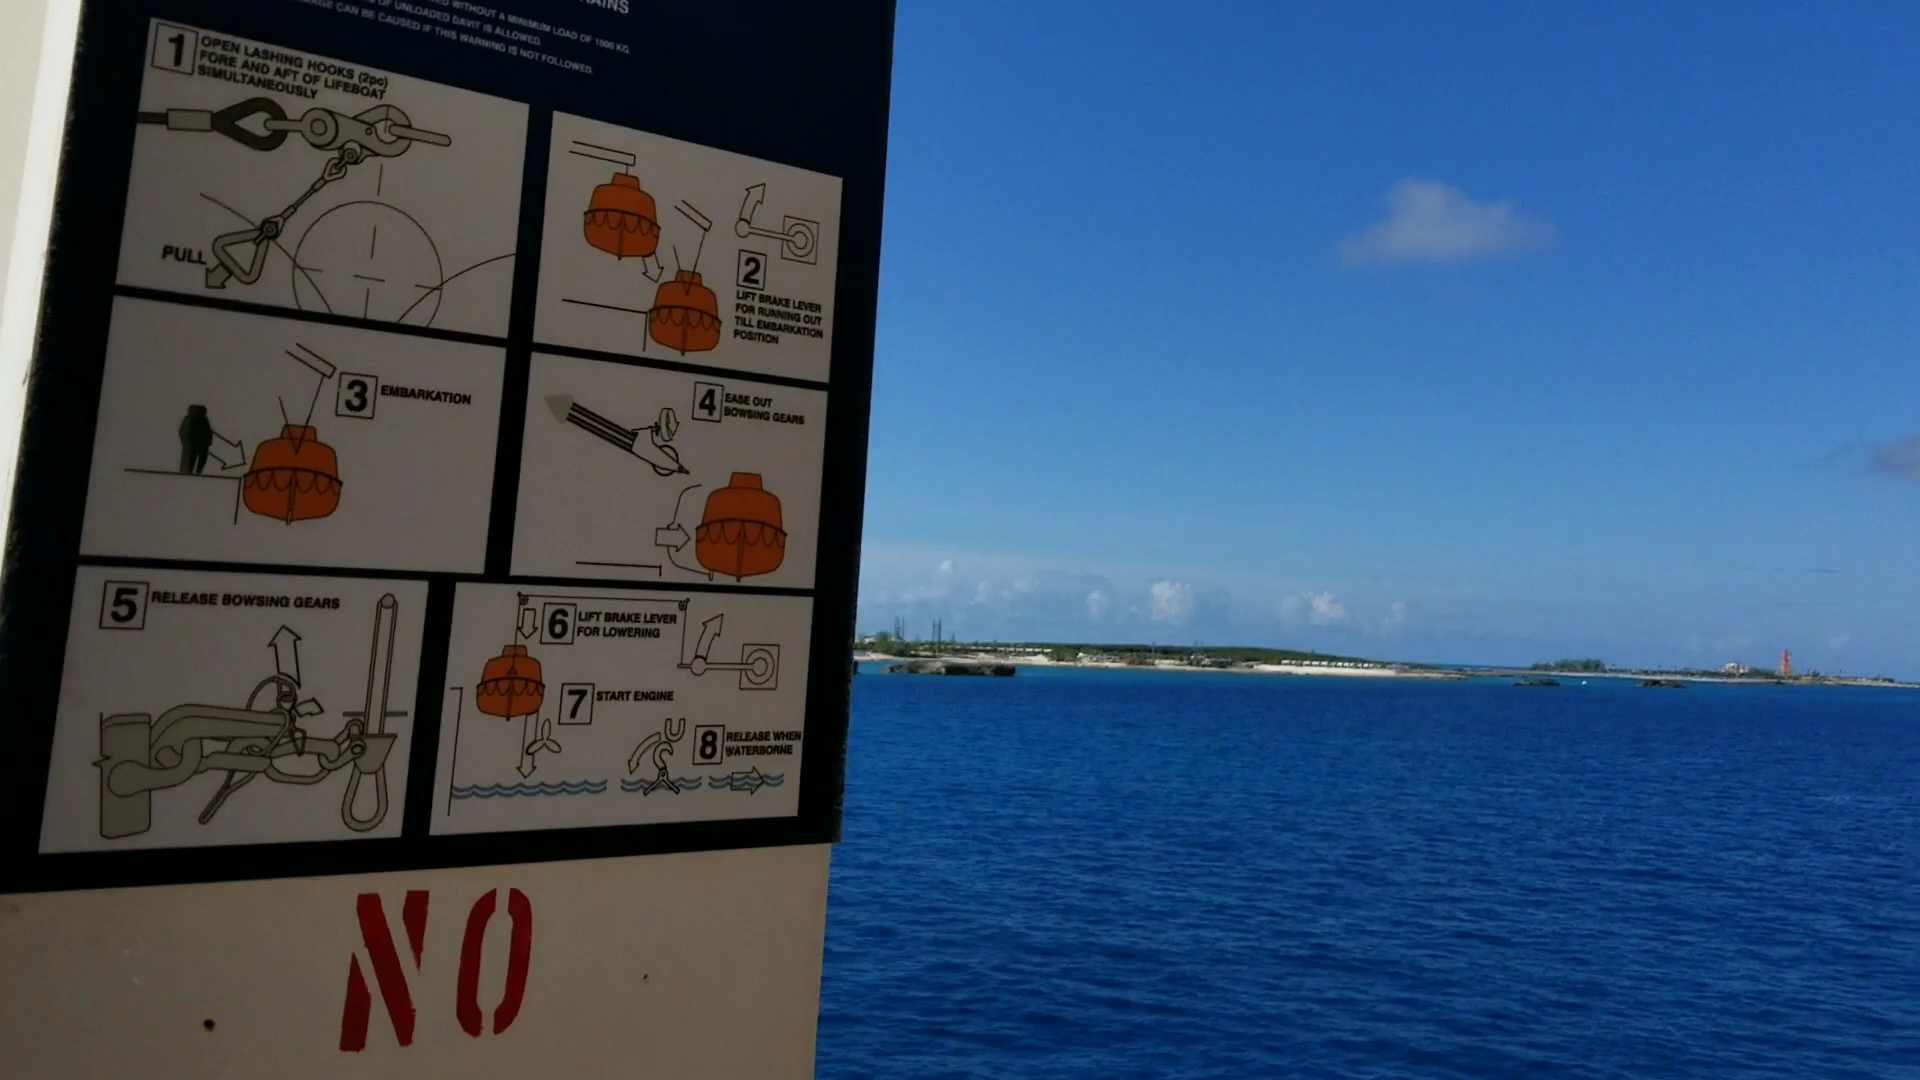 WITHOUT A MINIMUM LOAD OF 1000 KG.
OF UNLOADED DAVIT IS ALLOWED.
CAN BE CAUSED IF THIS WARNING IS NOT FOLLOWED.
1
OPEN LASHING HOOKS (2pc)
FORE AND AFT OF LIFEBOAT
SIMULTANEOUSLY
PULL
2
LIFT BRAKE LEVER
FOR RUNNING OUT
TILL EMBARKATION
POSITION
3
EMBARKATION
4
EASE OUT
BOWSING GEARS
5
RELEASE BOWSING GEARS
6
LIFT BRAKE LEVER
FOR LOWERING
7
START ENGINE
8
RELEASE WHEN
WATERBORNE
NO